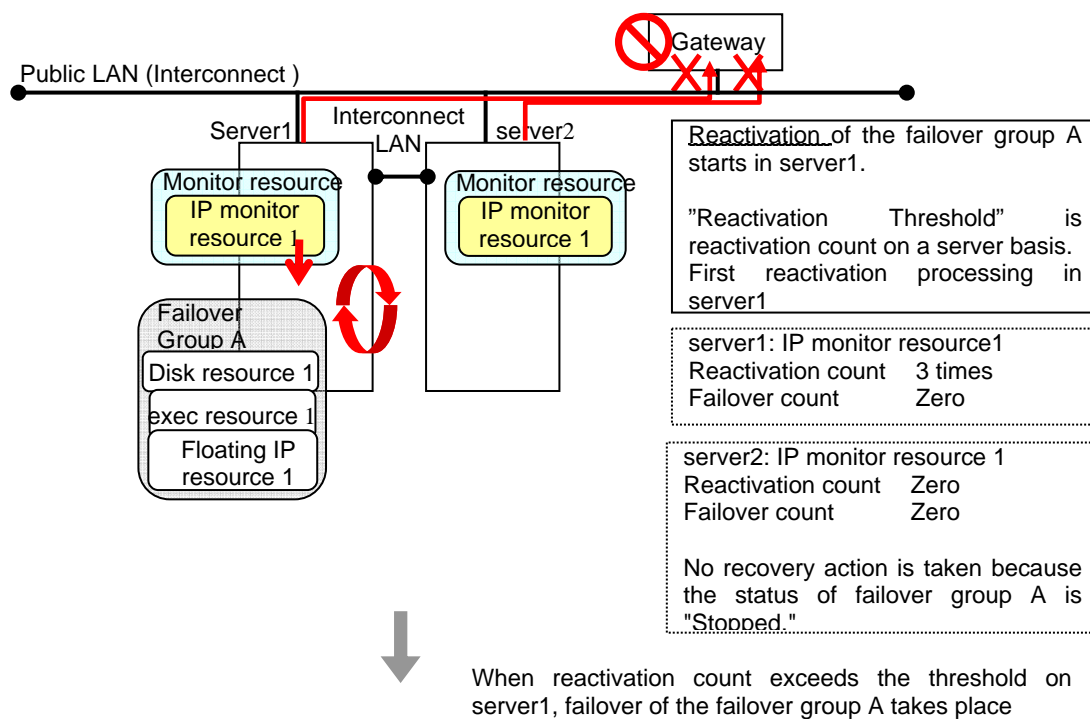 Gateway
Public LAN (Interconnect )
Interconnect
LAN
Server1
server2
Monitor resource
IP monitor
resource 1
Monitor resource
IP monitor
resource 1
Failover
Group A
Disk resource 1
exec resource 1
Floating IP
resource 1
Reactivation of the failover group A
starts in server1.
”Reactivation Threshold” is
reactivation count on a server basis.
First reactivation processing in
server1
server1: IP monitor resource1
Reactivation count 3 times
Failover count Zero
server2: IP monitor resource 1
Reactivation count Zero
Failover count Zero
No recovery action is taken because
the status of failover group A is
"Stopped."
When reactivation count exceeds the threshold on
server1, failover of the failover group A takes place